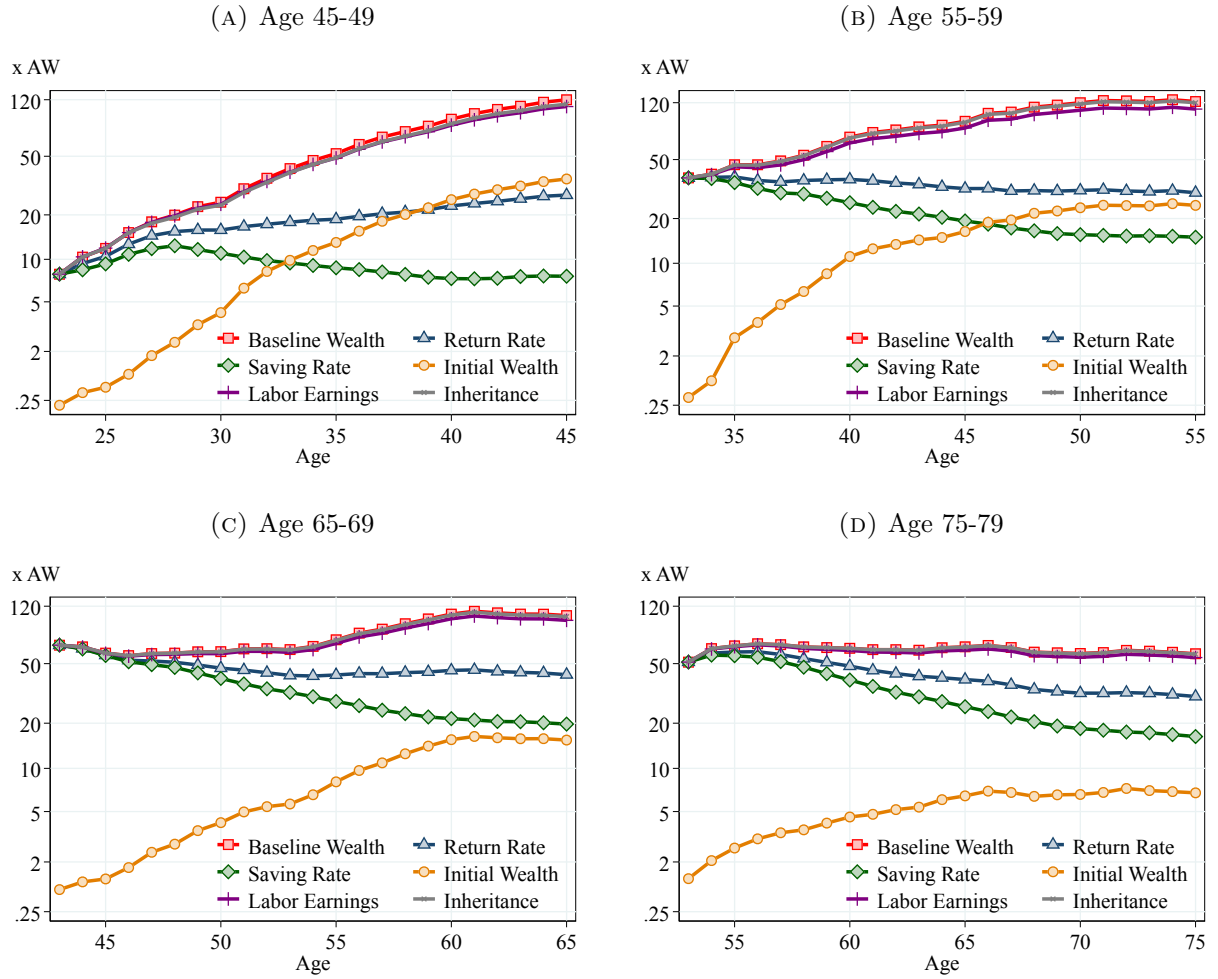 (A) Age 45-49
x AW
120
50
20
10
5
2
.25
Baseline Wealth
Return Rate
Saving Rate
Initial Wealth
Labor Earnings
Inheritance
25 30 35 40 45
Age
(B) Age 55-59
x AW
120
50
20
10
5
2
.25
Baseline Wealth
Return Rate
Saving Rate
Initial Wealth
Labor Earnings
Inheritance
35 40 45 50 55
Age
(C) Age 65-69
x AW
120
50
20
10
5
2
.25
Baseline Wealth
Return Rate
Saving Rate
Initial Wealth
Labor Earnings
Inheritance
45 50 55 60 65
Age
(D) Age 75-79
x AW
120
50
20
10
5
2
.25
Baseline Wealth
Return Rate
Saving Rate
Initial Wealth
Labor Earnings
Inheritance
55 60 65 70 75
Age